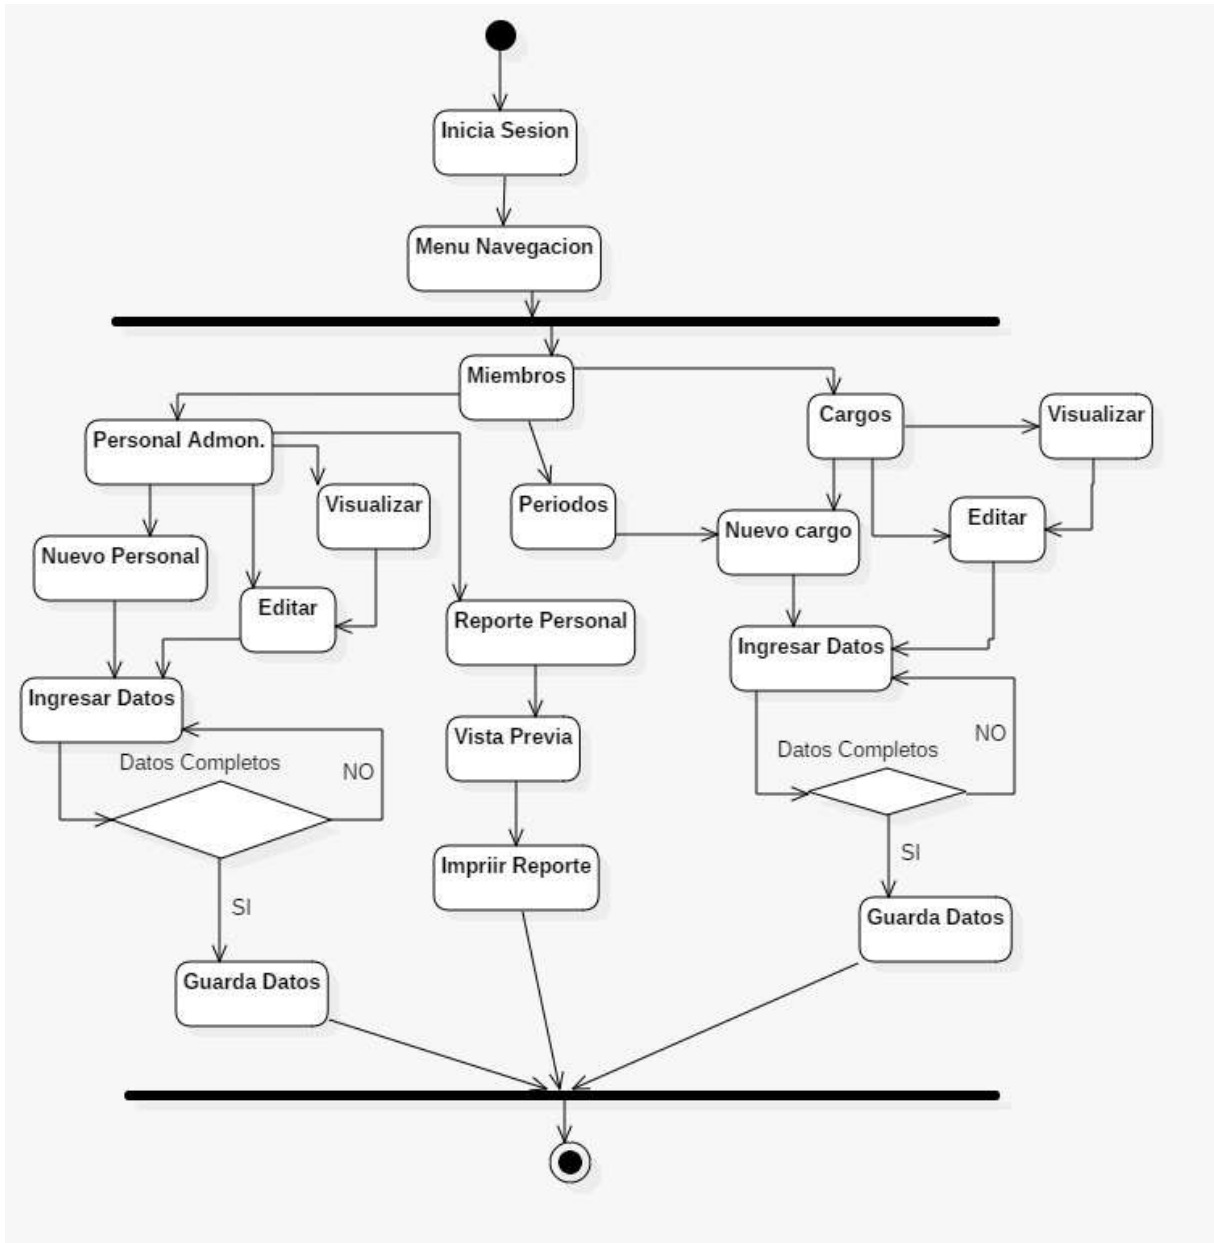 Inicia Sesion
Menu Navegacion
Miembros
Personal Admon.
Cargos
Visualizar
Visualizar
Periodos
Nuevo cargo
Editar
Nuevo Personal
Editar
Reporte Personal
Ingresar Datos
Ingresar Datos
Vista Previa
Datos Completos
NO
Datos Completos
NO
Impriir Reporte
SI
SI
Guarda Datos
Guarda Datos